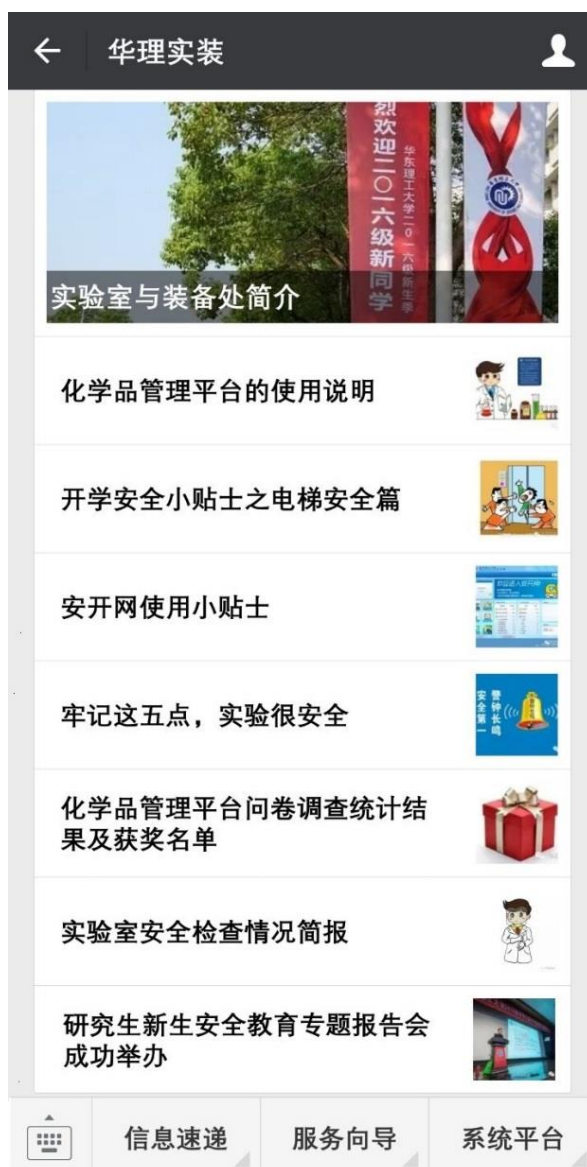 华理实装
烈欢迎二〇一六级新同学
华东理工大学二〇一六级新生季
实验室与装备处简介
化学品管理平台的使用说明
开学安全小贴士之电梯安全篇
安开网使用小贴士
牢记这五点，实验很安全
警钟长鸣
安全第一
化学品管理平台问卷调查统计结
果及获奖名单
实验室安全检查情况简报
研究生新生安全教育专题报告会
成功举办
信息速递
服务向导
系统平台